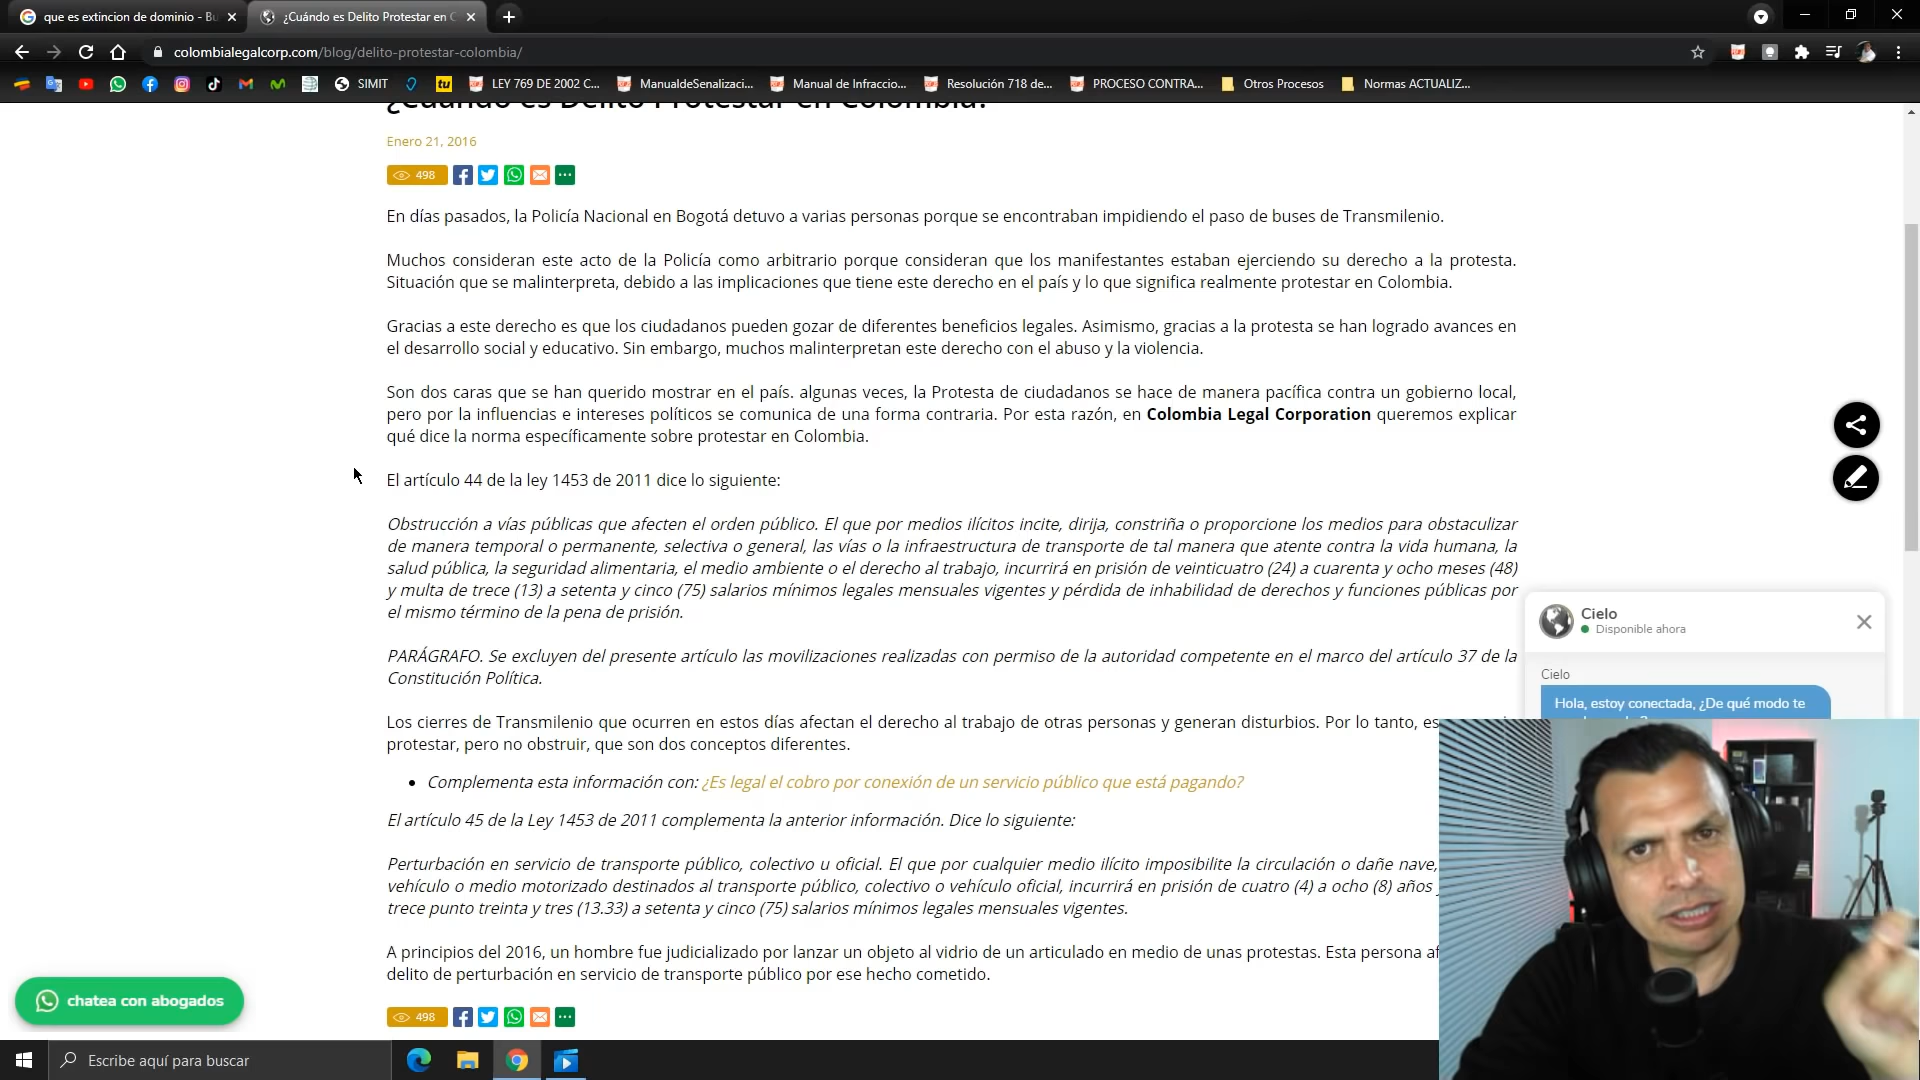 que es extincion de dominio - Bu
¿Cuándo es Delito Protestar en C
colombialegalcorp.com/blog/delito-protestar-colombia/
SIMIT
tu
LEY 769 DE 2002 C...
ManualdeSenalizaci...
Manual de Infraccio...
Resolución 718 de...
PROCESO CONTRA...
Otros Procesos
Normas ACTUALIZ...
¿Cuándo es Delito Protestar en Colombia?
Enero 21, 2016
498
En días pasados, la Policía Nacional en Bogotá detuvo a varias personas porque se encontraban impidiendo el paso de buses de Transmilenio.
Muchos consideran este acto de la Policía como arbitrario porque consideran que los manifestantes estaban ejerciendo su derecho a la protesta.
Situación que se malinterpreta, debido a las implicaciones que tiene este derecho en el país y lo que significa realmente protestar en Colombia.
Gracias a este derecho es que los ciudadanos pueden gozar de diferentes beneficios legales. Asimismo, gracias a la protesta se han logrado avances en
el desarrollo social y educativo. Sin embargo, muchos malinterpretan este derecho con el abuso y la violencia.
Son dos caras que se han querido mostrar en el país. algunas veces, la Protesta de ciudadanos se hace de manera pacífica contra un gobierno local,
pero por la influencias e intereses políticos se comunica de una forma contraria. Por esta razón, en Colombia Legal Corporation queremos explicar
qué dice la norma específicamente sobre protestar en Colombia.
El artículo 44 de la ley 1453 de 2011 dice lo siguiente:
Obstrucción a vías públicas que afecten el orden público. El que por medios ilícitos incite, dirija, constriña o proporcione los medios para obstaculizar
de manera temporal o permanente, selectiva o general, las vías o la infraestructura de transporte de tal manera que atente contra la vida humana, la
salud pública, la seguridad alimentaria, el medio ambiente o el derecho al trabajo, incurrirá en prisión de veinticuatro (24) a cuarenta y ocho meses (48)
y multa de trece (13) a setenta y cinco (75) salarios mínimos legales mensuales vigentes y pérdida de inhabilidad de derechos y funciones públicas por
el mismo término de la pena de prisión.
PARÁGRAFO. Se excluyen del presente artículo las movilizaciones realizadas con permiso de la autoridad competente en el marco del artículo 37 de la
Constitución Política.
Los cierres de Transmilenio que ocurren en estos días afectan el derecho al trabajo de otras personas y generan disturbios. Por lo tanto, es
protestar, pero no obstruir, que son dos conceptos diferentes.
• Complementa esta información con: ¿Es legal el cobro por conexión de un servicio público que está pagando?
El artículo 45 de la Ley 1453 de 2011 complementa la anterior información. Dice lo siguiente:
Perturbación en servicio de transporte público, colectivo u oficial. El que por cualquier medio ilícito imposibilite la circulación o dañe nave,
vehículo o medio motorizado destinados al transporte público, colectivo o vehículo oficial, incurrirá en prisión de cuatro (4) a ocho (8) años
trece punto treinta y tres (13.33) a setenta y cinco (75) salarios mínimos legales mensuales vigentes.
A principios del 2016, un hombre fue judicializado por lanzar un objeto al vidrio de un articulado en medio de unas protestas. Esta persona
delito de perturbación en servicio de transporte público por ese hecho cometido.
498
Cielo
Disponible ahora
Cielo
Hola, estoy conectada, ¿De qué modo te
chatea con abogados
Escribe aquí para buscar